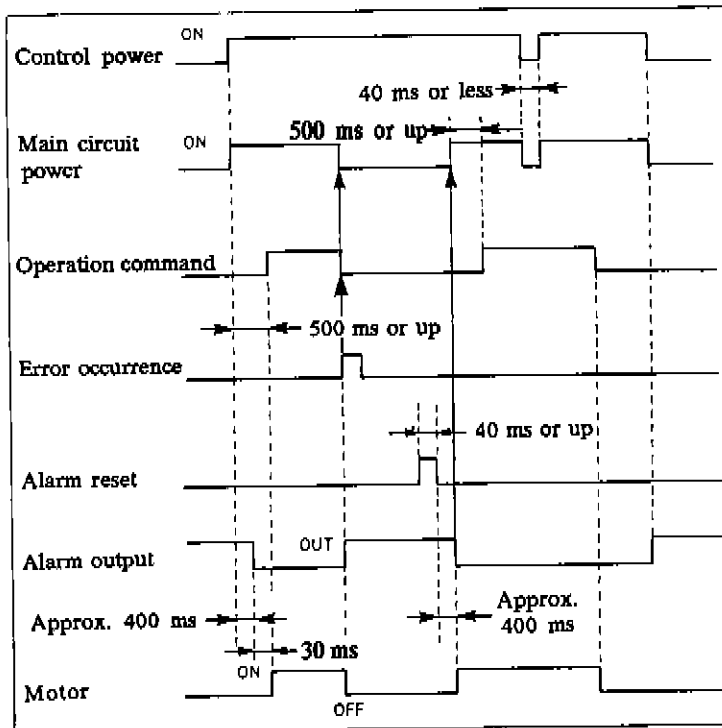 ON
Control power
40 ms or less
500 ms or up
ON
Main circuit
power
Operation command
500 ms or up
Error occurrence
40 ms or up
Alarm reset
OUT
Alarm output
Approx. 400 ms
Approx.
400 ms
30 ms
ON
Motor
OFF